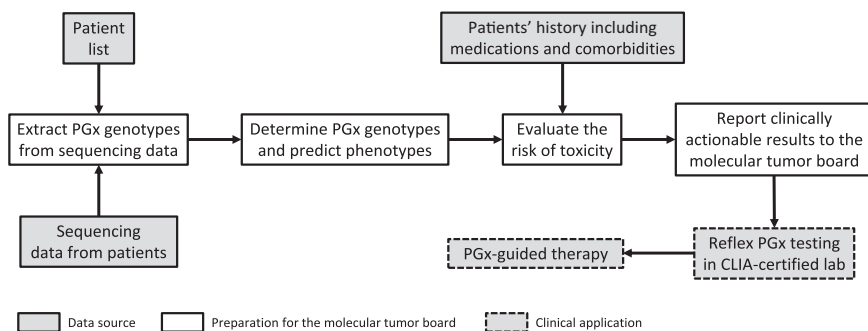 Patient
list
Patients' history including
medications and comorbidities
Extract PGx genotypes
from sequencing data
Determine PGx genotypes
and predict phenotypes
Evaluate the
risk of toxicity
Report clinically
actionable results to the
molecular tumor board
Sequencing
data from patients
PGx-guided therapy
Reflex PGx testing
in CLIA-certified lab
Data source
Preparation for the molecular tumor board
Clinical application